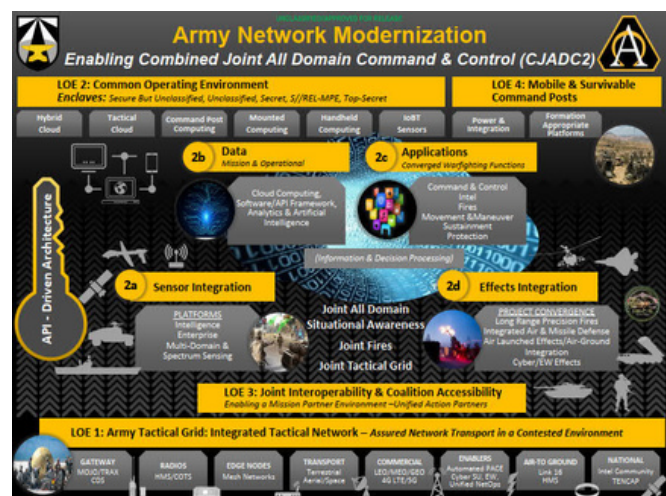 UNCLASSIFIED/APPROVED FOR RELEASE
Army Network Modernization
Enabling Combined Joint All Domain Command & Control (CJADC2)
LOE 2: Common Operating Environment
Enclaves: Secure But Unclassified, Unclassified, Secret, S//REL-MPE, Top-Secret
LOE 4: Mobile & Survivable
Command Posts
Hybrid
Cloud
Tactical
Cloud
Command Post
Computing
Mounted
Computing
Handheld
Computing
IoBT
Sensors
Power &
Integration
Formation
Appropriate
Platforms
2b
Data
Mission & Operational
2c
Applications
Converged Warfighting Functions
Cloud Computing,
Software/API Framework,
Analytics & Artificial
Intelligence
Command & Control
Intel
Fires
Movement &Maneuver
Sustainment
Protection
(Information & Decision Processing)
API - Driven Architecture
2a
Sensor Integration
2d
Effects Integration
PLATFORMS
Intelligence
Enterprise
Multi-Domain &
Spectrum Sensing
Joint All Domain
Situational Awareness
Joint Fires
Joint Tactical Grid
PROJECT CONVERGENCE
Long Range Precision Fires
Integrated Air & Missile Defense
Air Launched Effects/Air-Ground
Integration
Cyber/EW Effects
LOE 3: Joint Interoperability & Coalition Accessibility
Enabling a Mission Partner Environment –Unified Action Partners
LOE 1: Army Tactical Grid: Integrated Tactical Network – Assured Network Transport in a Contested Environment
GATEWAY
MOJO/TRAX
CDS
RADIOS
HMS/COTS
EDGE NODES
Mesh Networks
TRANSPORT
Terrestrial
Aerial/Space
COMMERCIAL
LEO/MEO/GEO
4G LTE/5G
ENABLERS
Automated PACE
Cyber SU, EW,
Unified NetOps
AIR-TO GROUND
Link 16
HMS
NATIONAL
Intel Community
TENCAP